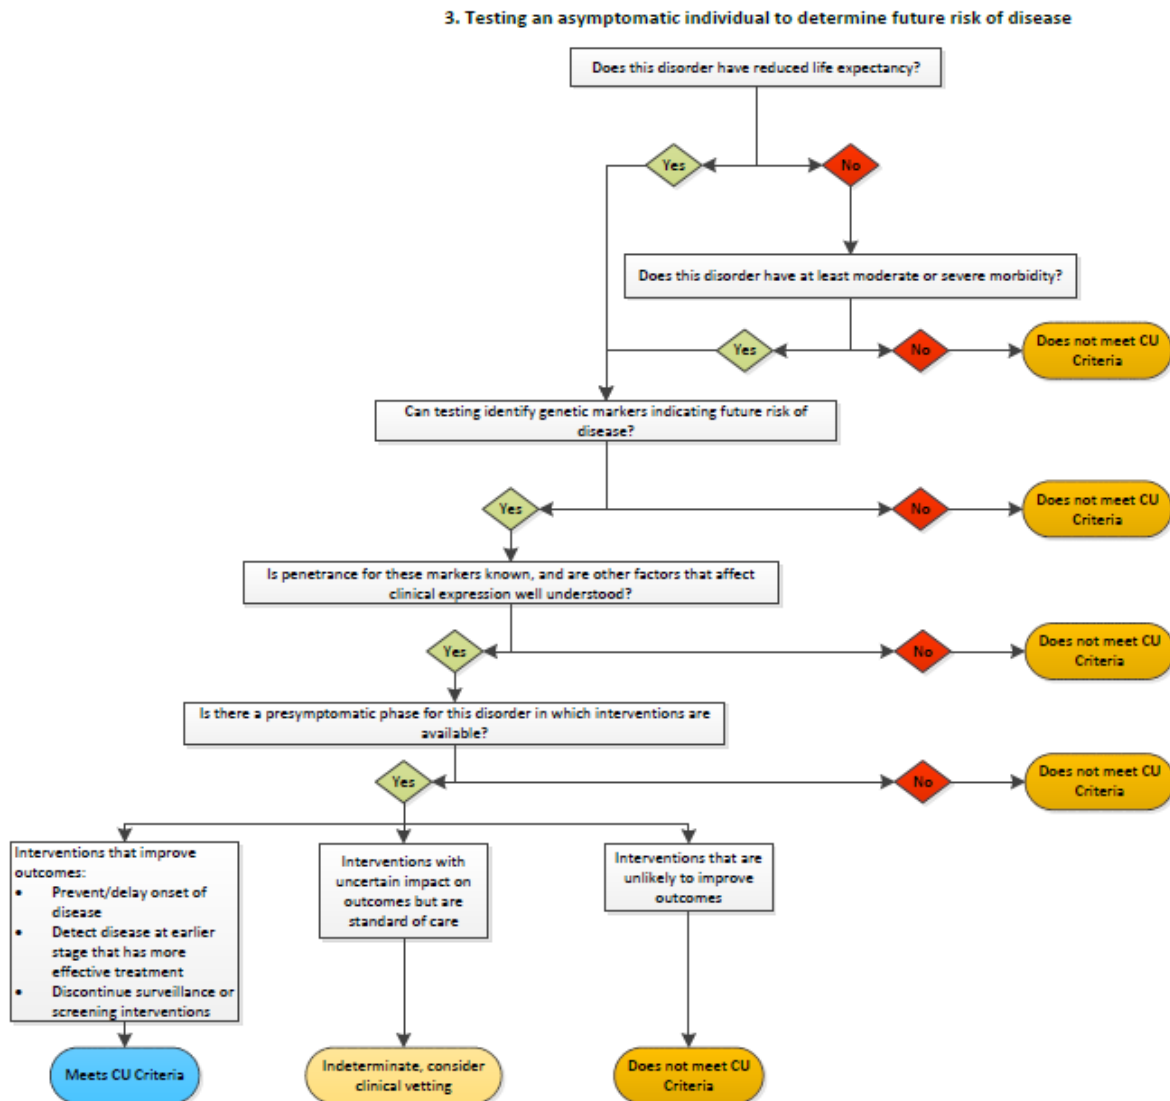 3. Testing an asymptomatic individual to determine future risk of disease
Does this disorder have reduced life expectancy?
Yes
No
Does this disorder have at least moderate or severe morbidity?
Yes
No
Does not meet CU
Criteria
Can testing identify genetic markers indicating future risk of
disease?
Yes
No
Does not meet CU
Criteria
Is penetrance for these markers known, and are other factors that affect
clinical expression well understood?
Yes
No
Does not meet CU
Criteria
Is there a presymptomatic phase for this disorder in which interventions are
available?
Yes
No
Does not meet CU
Criteria
Interventions that improve
outcomes:
• Prevent/delay onset of
disease
• Detect disease at earlier
stage that has more
effective treatment
• Discontinue surveillance or
screening interventions
Interventions with
uncertain impact on
outcomes but are
standard of care
Interventions that are
unlikely to improve
outcomes
Meets CU Criteria
Indeterminate, consider
clinical vetting
Does not meet CU
Criteria